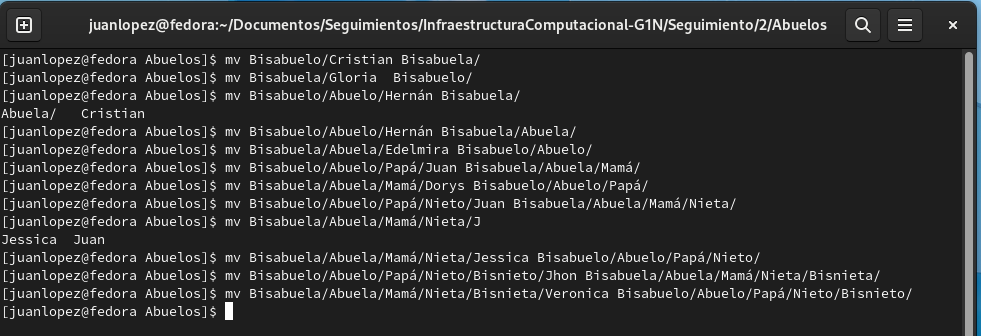 juanlopez@fedora:~/Documentos/Seguimientos/InfraestructuraComputacional-G1N/Seguimiento/2/Abuelos
[juanlopez@fedora Abuelos]$ mv Bisabuelo/Cristian Bisabuela/
[juanlopez@fedora Abuelos]$ mv Bisabuela/Gloria  Bisabuelo/
[juanlopez@fedora Abuelos]$ mv Bisabuelo/Abuelo/Hernán Bisabuela/
Abuela/   Cristian
[juanlopez@fedora Abuelos]$ mv Bisabuelo/Abuelo/Hernán Bisabuela/Abuela/
[juanlopez@fedora Abuelos]$ mv Bisabuela/Abuela/Edelmira Bisabuelo/Abuelo/
[juanlopez@fedora Abuelos]$ mv Bisabuelo/Abuelo/Papá/Juan Bisabuela/Abuela/Mamá/
[juanlopez@fedora Abuelos]$ mv Bisabuela/Abuela/Mamá/Dorys Bisabuelo/Abuelo/Papá/
[juanlopez@fedora Abuelos]$ mv Bisabuelo/Abuelo/Papá/Nieto/Juan Bisabuela/Abuela/Mamá/Nieta/
[juanlopez@fedora Abuelos]$ mv Bisabuela/Abuela/Mamá/Nieta/J
Jessica  Juan
[juanlopez@fedora Abuelos]$ mv Bisabuela/Abuela/Mamá/Nieta/Jessica Bisabuelo/Abuelo/Papá/Nieto/
[juanlopez@fedora Abuelos]$ mv Bisabuelo/Abuelo/Papá/Nieto/Bisnieto/Jhon Bisabuela/Abuela/Mamá/Nieta/Bisnieta/
[juanlopez@fedora Abuelos]$ mv Bisabuela/Abuela/Mamá/Nieta/Bisnieta/Veronica Bisabuelo/Abuelo/Papá/Nieto/Bisnieto/
[juanlopez@fedora Abuelos]$